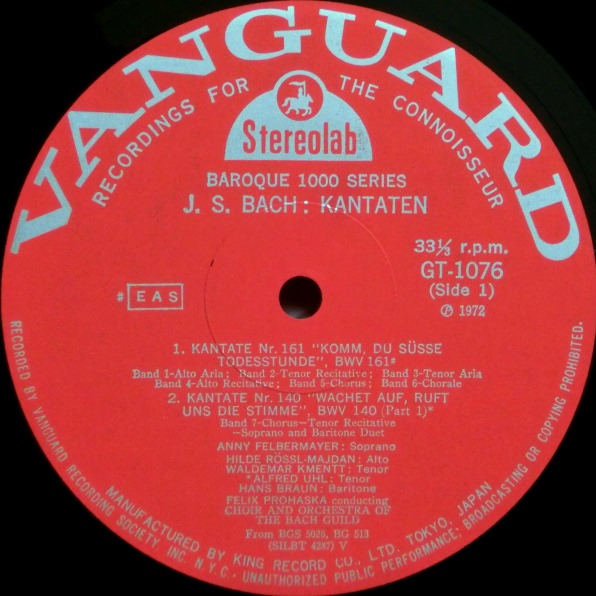 VANGUARD
RECORDINGS FOR THE CONNOISSEUR
Stereolab
BAROQUE 1000 SERIES
J. S. BACH : KANTATEN
33⅓ r.p.m.
GT-1076
(Side 1)
℗ 1972
# EAS
1. KANTATE Nr. 161 "KOMM, DU SÜSSE
TODESSTUNDE", BWV 161#
Band 1-Alto Aria ; Band 2-Tenor Recitative ; Band 3-Tenor Aria
Band 4-Alto Recitative ; Band 5-Chorus ; Band 6-Chorale
2. KANTATE Nr. 140 "WACHET AUF, RUFT
UNS DIE STIMME", BWV 140 (Part 1)*
Band 7-Chorus—Tenor Recitative
—Soprano and Baritone Duet
ANNY FELBERMAYER : Soprano
HILDE RÖSSL-MAJDAN : Alto
WALDEMAR KMENTT : Tenor
*ALFRED UHL : Tenor
HANS BRAUN : Baritone
FELIX PROHASKA conducting
CHOIR AND ORCHESTRA OF
THE BACH GUILD
From BGS 5026, BG 513
(SILBT 4287) V
RECORDED BY VANGUARD RECORDING SOCIETY, INC. N.Y.C. · UNAUTHORIZED PUBLIC PERFORMANCE; BROADCASTING OR COPYING PROHIBITED.
MANUFACTURED BY KING RECORD CO., LTD. TOKYO, JAPAN